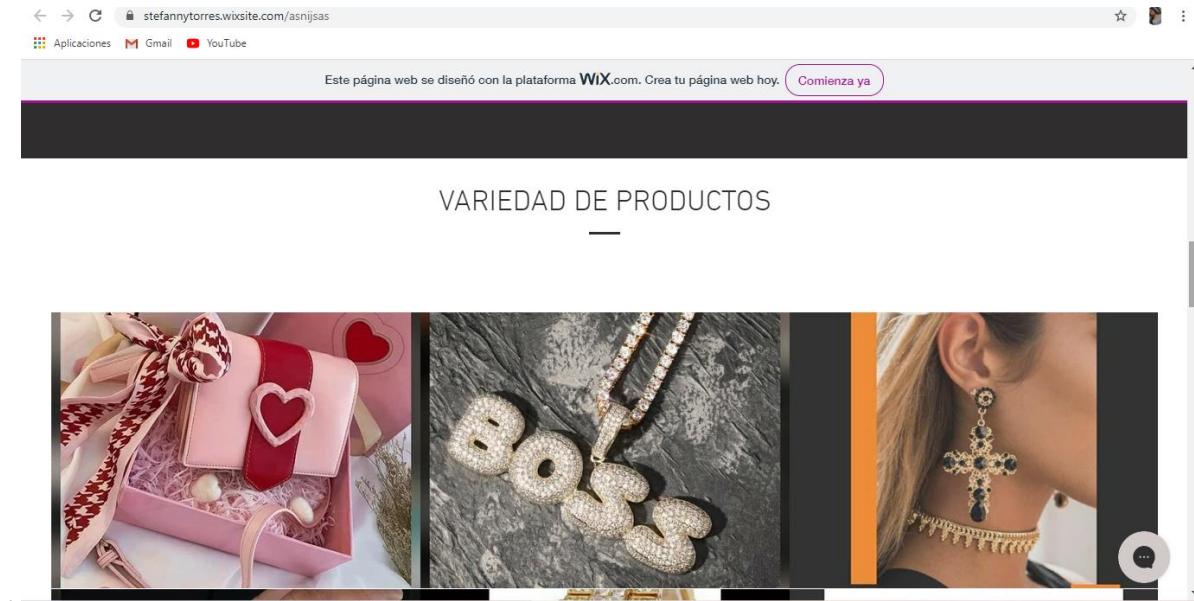 stefannytorres.wixsite.com/asnijsas
Aplicaciones Gmail YouTube
Este página web se diseñó con la plataforma WiX.com. Crea tu página web hoy. Comienza ya
VARIEDAD DE PRODUCTOS
BOSS